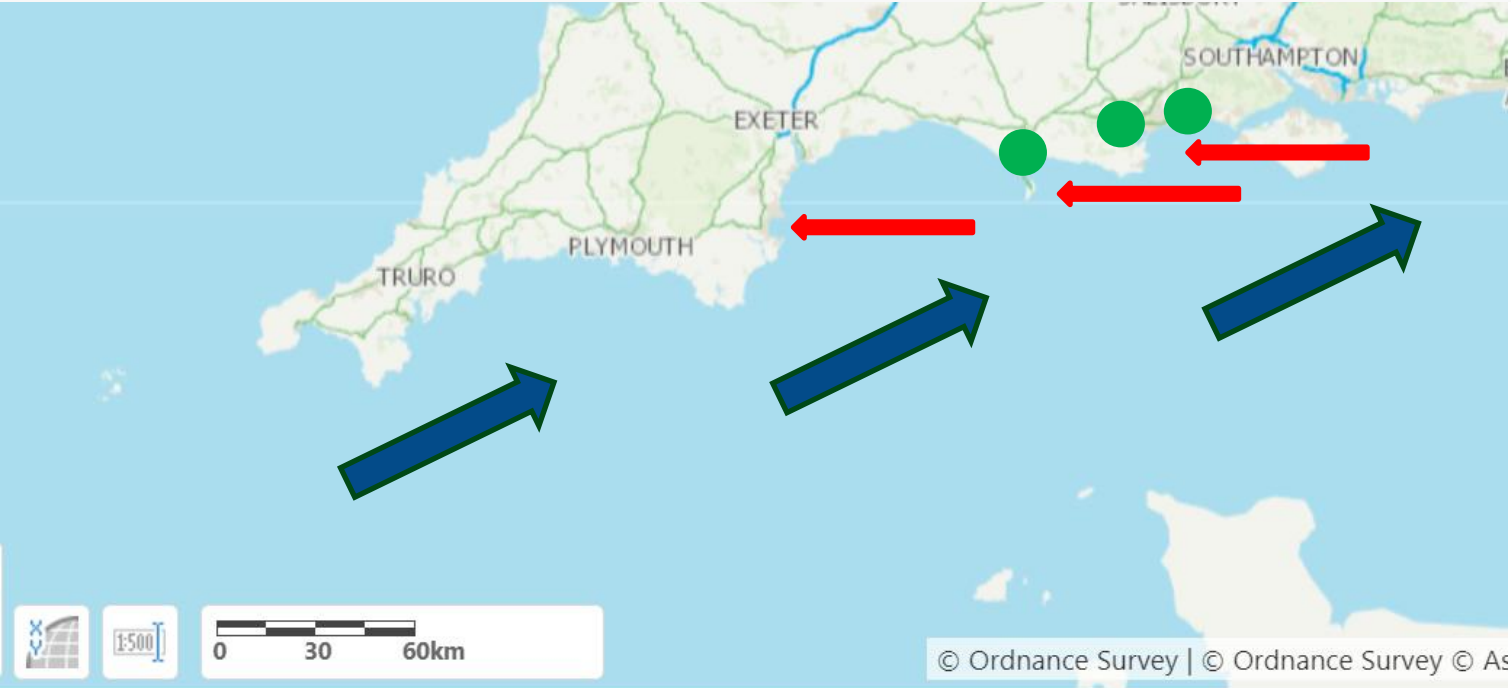 SOUTHAMPTON
EXETER
PLYMOUTH
TRURO
X
Y
1:500
0 30 60km
© Ordnance Survey | © Ordnance Survey © As